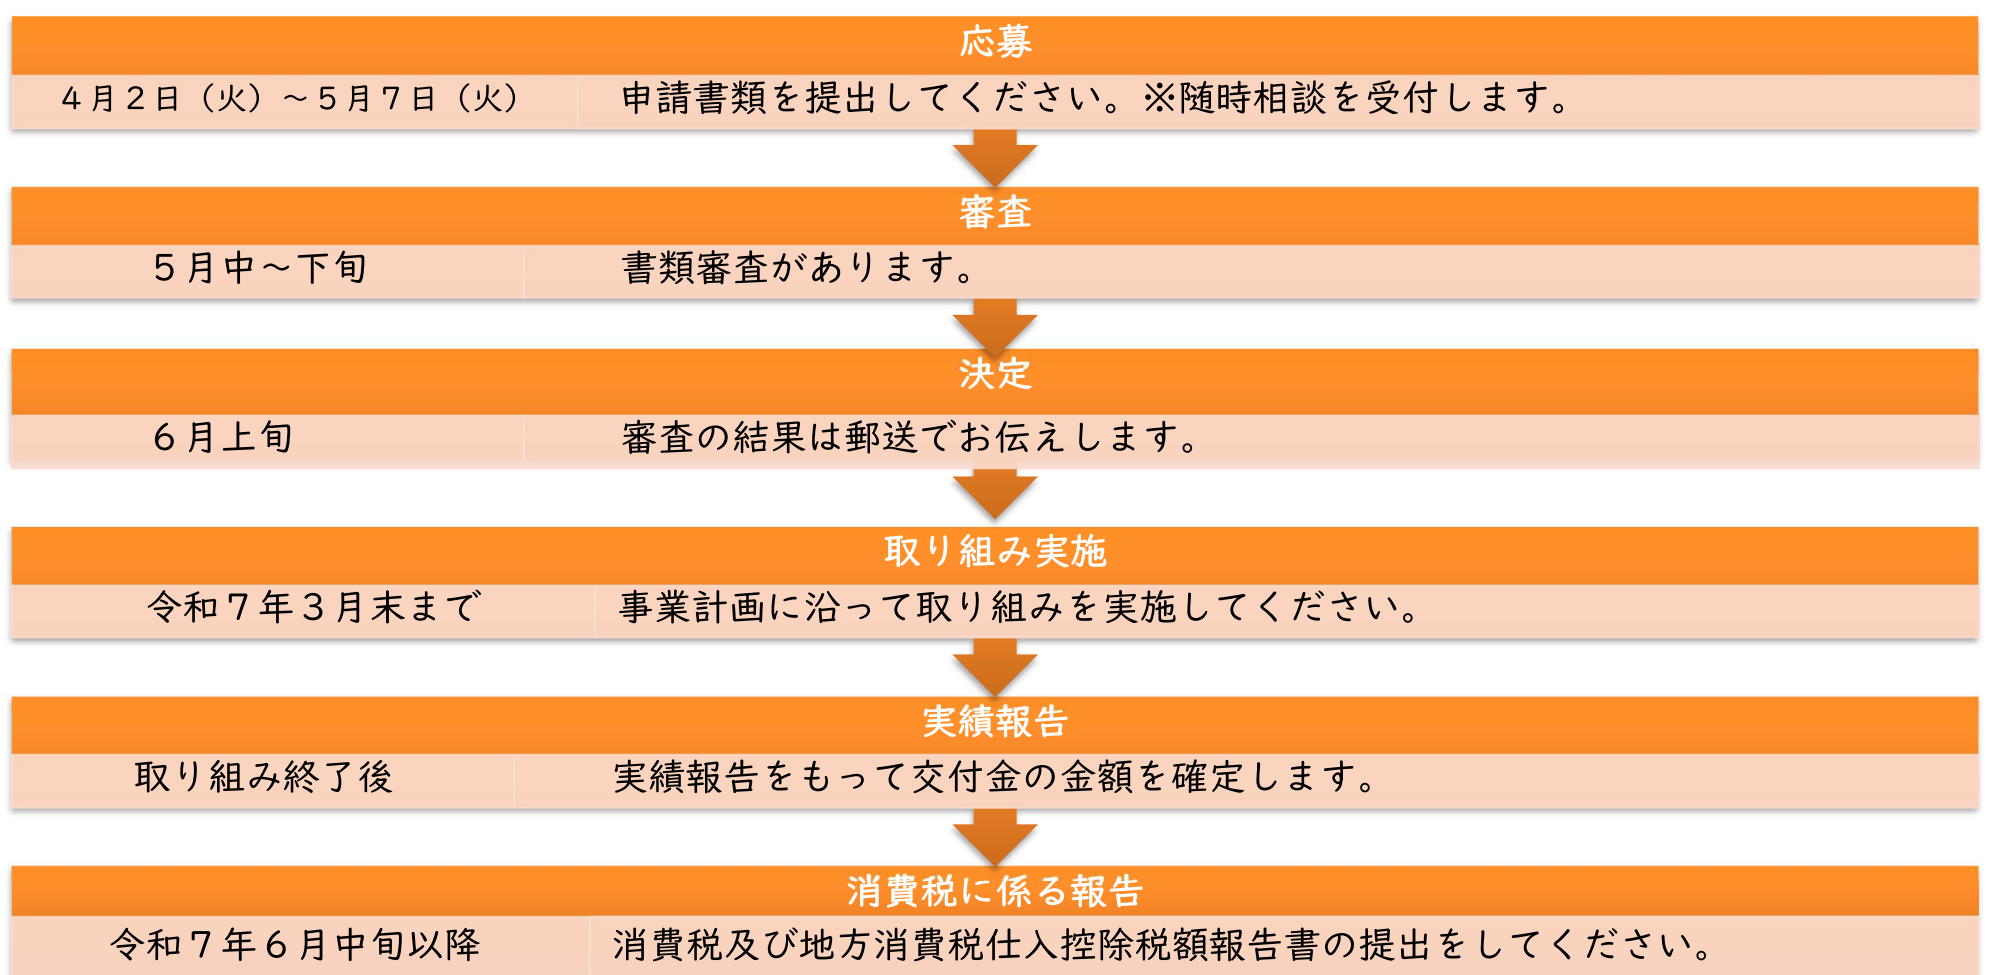 応募
４月２日（火）～５月７日（火） 申請書類を提出してください。※随時相談を受付します。
審査
５月中～下旬 書類審査があります。
決定
６月上旬 審査の結果は郵送でお伝えします。
取り組み実施
令和７年３月末まで 事業計画に沿って取り組みを実施してください。
実績報告
取り組み終了後 実績報告をもって交付金の金額を確定します。
消費税に係る報告
令和７年６月中旬以降 消費税及び地方消費税仕入控除税額報告書の提出をしてください。